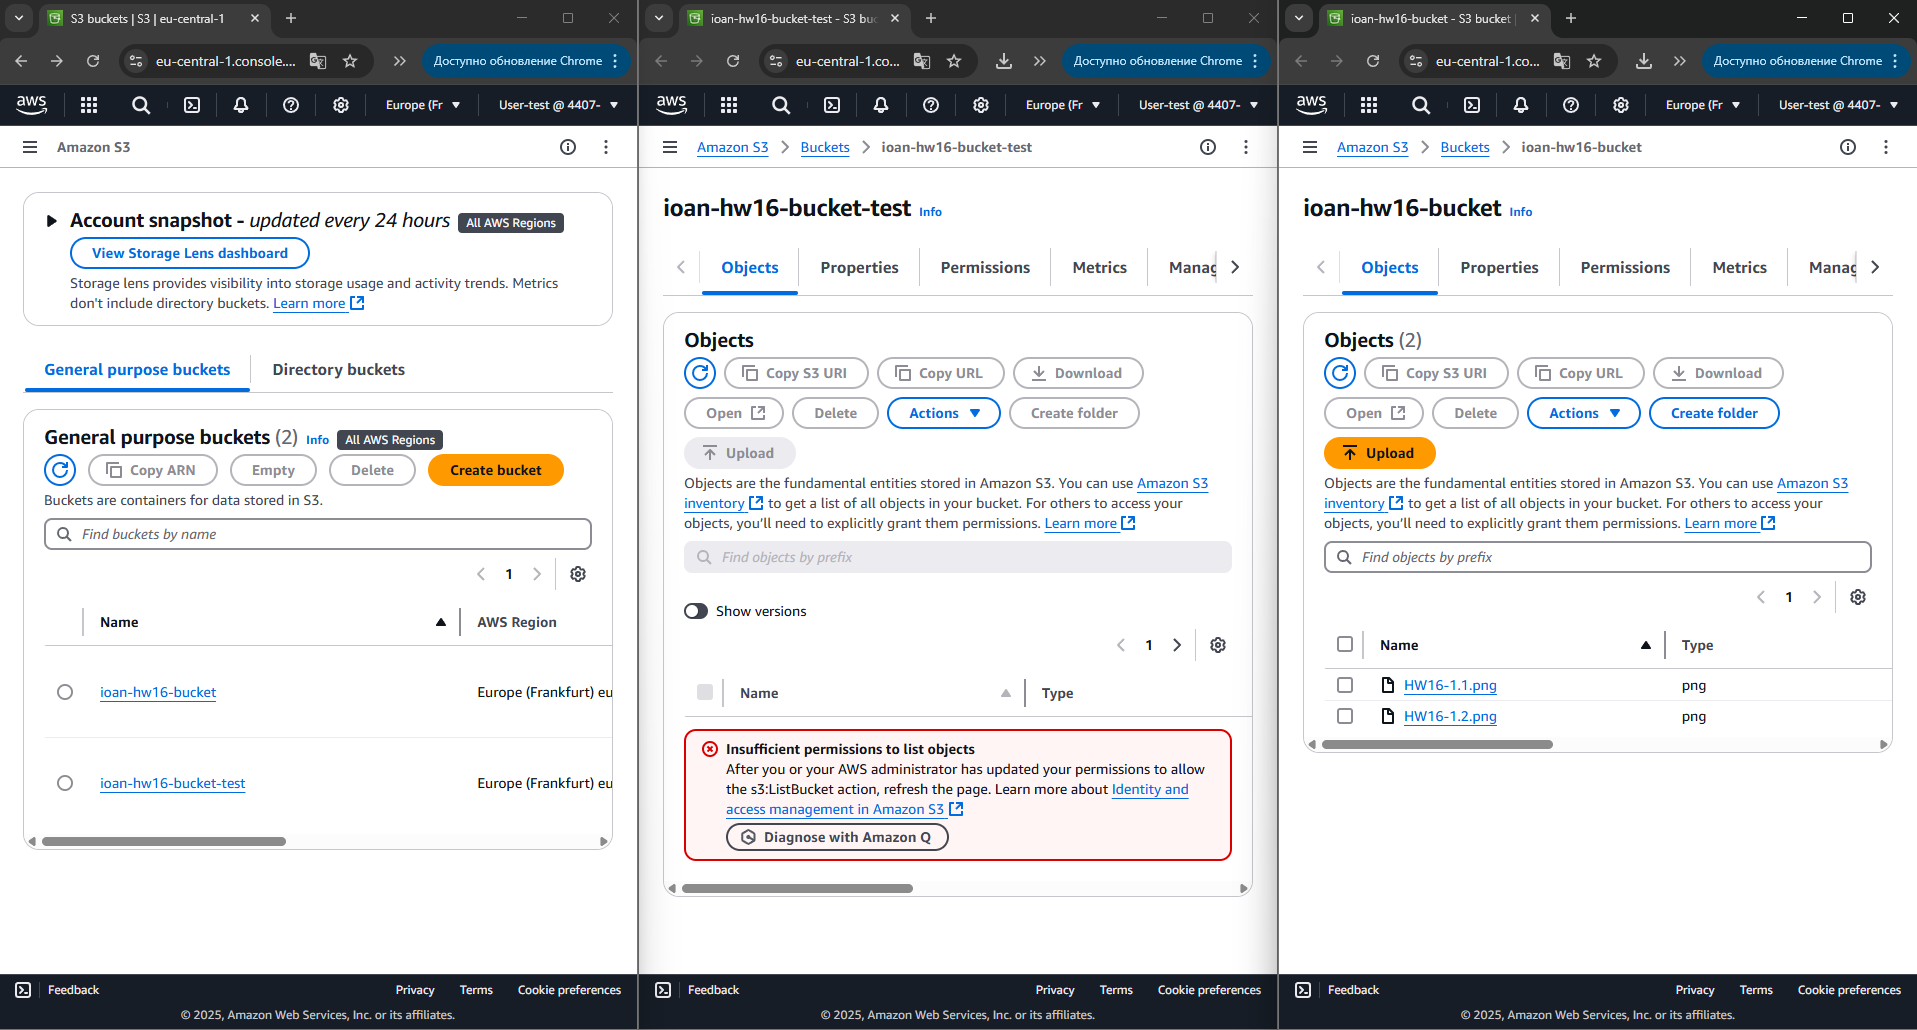 S3 buckets | S3 | eu-central-1
eu-central-1.console....
Доступно обновление Chrome
aws
Europe (Fr
User-test @ 4407-
Amazon S3
Account snapshot - updated every 24 hours All AWS Regions
View Storage Lens dashboard
Storage lens provides visibility into storage usage and activity trends. Metrics
don't include directory buckets. Learn more
General purpose buckets
Directory buckets
General purpose buckets (2) Info All AWS Regions
Copy ARN
Empty
Delete
Create bucket
Buckets are containers for data stored in S3.
Find buckets by name
1
Name
AWS Region
ioan-hw16-bucket
Europe (Frankfurt) eu
ioan-hw16-bucket-test
Europe (Frankfurt) eu
Feedback
Privacy
Terms
Cookie preferences
© 2025, Amazon Web Services, Inc. or its affiliates.
ioan-hw16-bucket-test - S3 buc
eu-central-1.co...
Доступно обновление Chrome
aws
Europe (Fr
User-test @ 4407-
Amazon S3
Buckets
ioan-hw16-bucket-test
ioan-hw16-bucket-test Info
Objects
Properties
Permissions
Metrics
Manag
Objects
Copy S3 URI
Copy URL
Download
Open
Delete
Actions
Create folder
Upload
Objects are the fundamental entities stored in Amazon S3. You can use Amazon S3
inventory to get a list of all objects in your bucket. For others to access your
objects, you'll need to explicitly grant them permissions. Learn more
Find objects by prefix
Show versions
1
Name
Type
Insufficient permissions to list objects
After you or your AWS administrator has updated your permissions to allow
the s3:ListBucket action, refresh the page. Learn more about Identity and
access management in Amazon S3
Diagnose with Amazon Q
Feedback
Privacy
Terms
Cookie preferences
© 2025, Amazon Web Services, Inc. or its affiliates.
ioan-hw16-bucket - S3 bucket |
eu-central-1.co...
Доступно обновление Chrome
aws
Europe (Fr
User-test @ 4407-
Amazon S3
Buckets
ioan-hw16-bucket
ioan-hw16-bucket Info
Objects
Properties
Permissions
Metrics
Manag
Objects (2)
Copy S3 URI
Copy URL
Download
Open
Delete
Actions
Create folder
Upload
Objects are the fundamental entities stored in Amazon S3. You can use Amazon S3
inventory to get a list of all objects in your bucket. For others to access your
objects, you'll need to explicitly grant them permissions. Learn more
Find objects by prefix
1
Name
Type
HW16-1.1.png
png
HW16-1.2.png
png
Feedback
Privacy
Terms
Cookie preferences
© 2025, Amazon Web Services, Inc. or its affiliates.